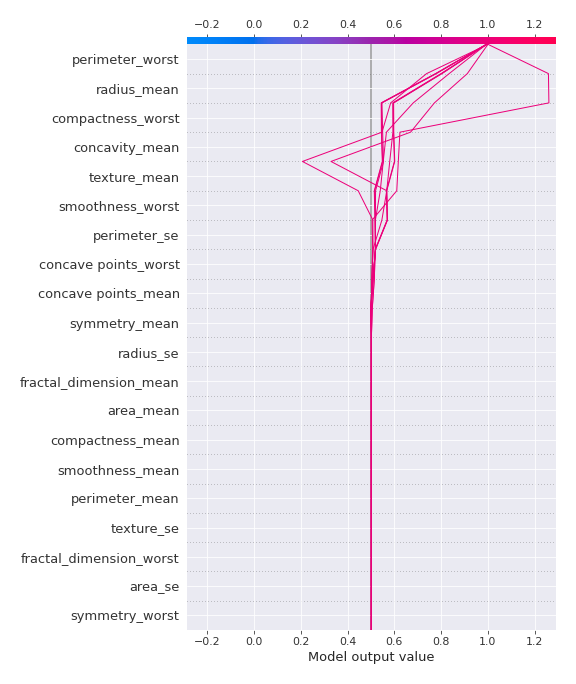 −0.2 0.0 0.2 0.4 0.6 0.8 1.0 1.2
perimeter_worst
radius_mean
compactness_worst
concavity_mean
texture_mean
smoothness_worst
perimeter_se
concave points_worst
concave points_mean
symmetry_mean
radius_se
fractal_dimension_mean
area_mean
compactness_mean
smoothness_mean
perimeter_mean
texture_se
fractal_dimension_worst
area_se
symmetry_worst
−0.2 0.0 0.2 0.4 0.6 0.8 1.0 1.2
Model output value